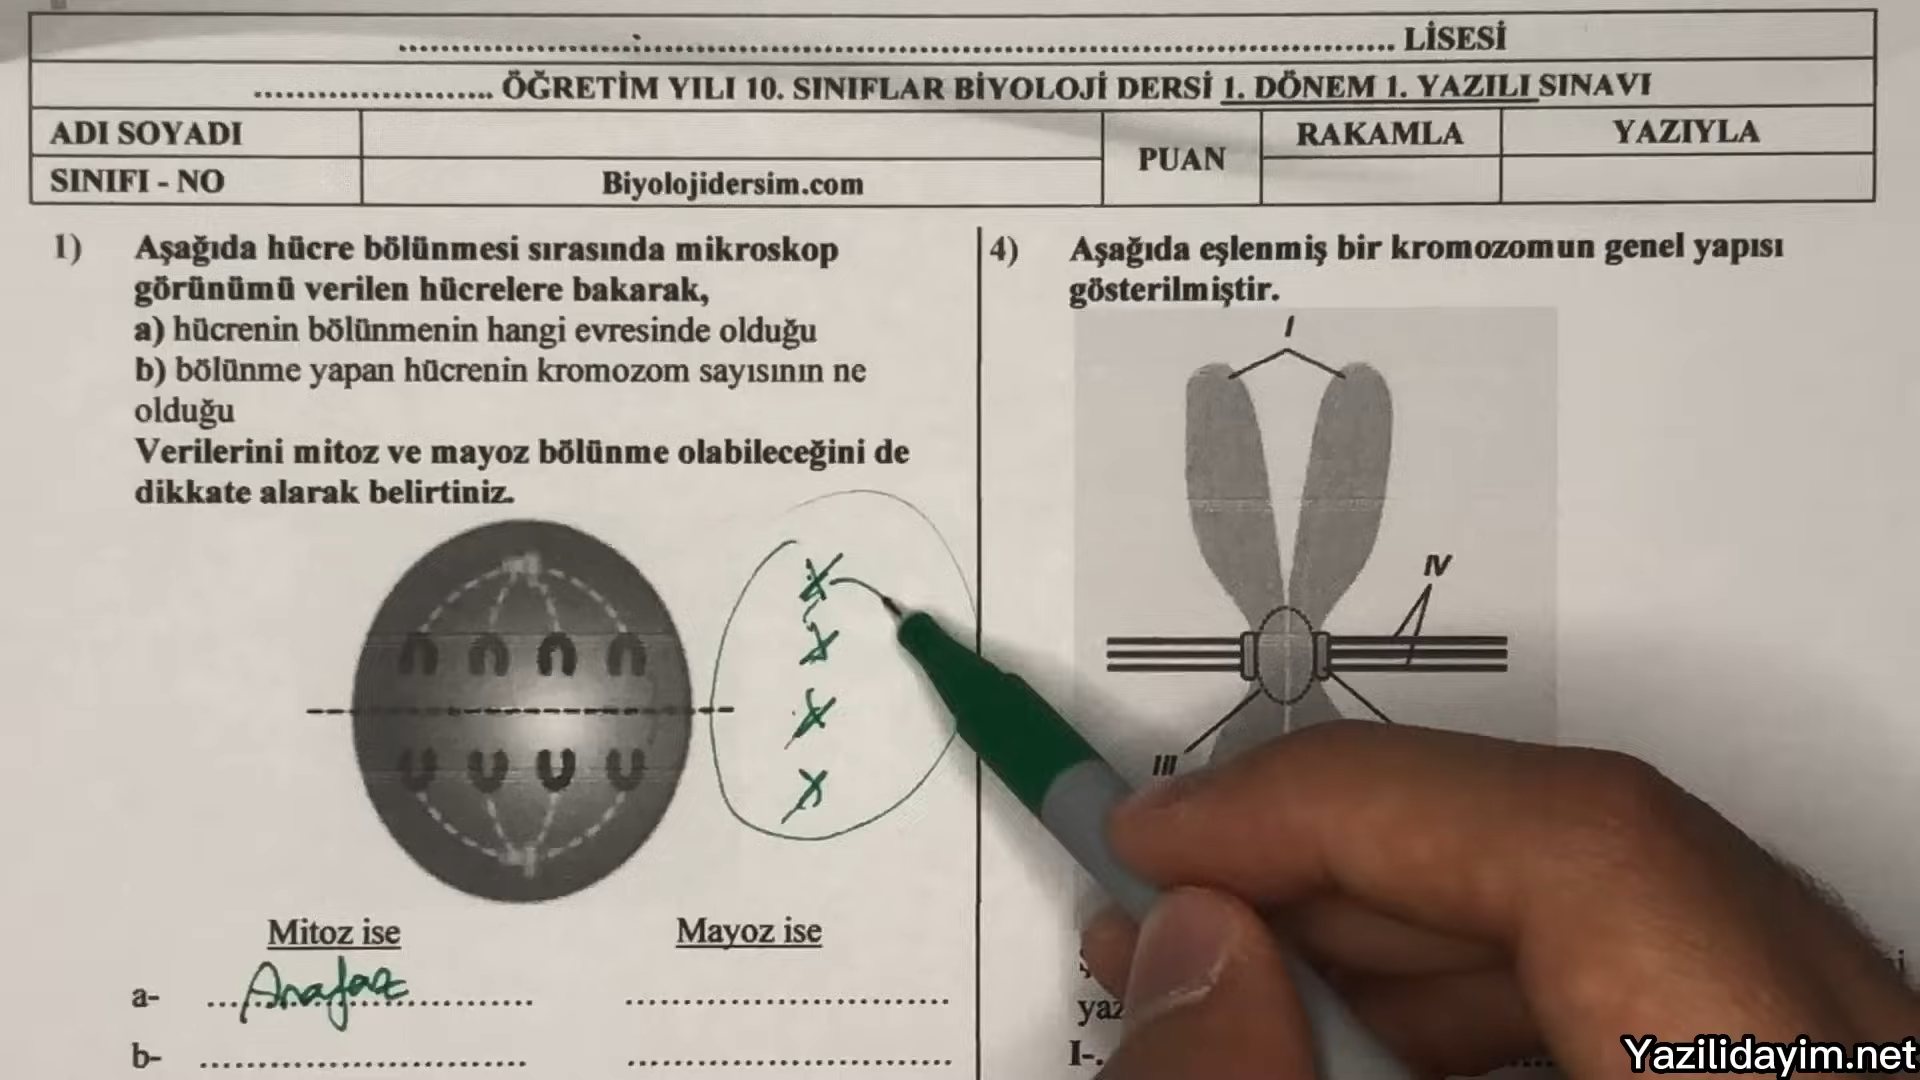 LİSESİ
ÖĞRETİM YILI 10. SINIFLAR BİYOLOJİ DERSİ 1. DÖNEM 1. YAZILI SINAVI
ADI SOYADI
PUAN
RAKAMLA
YAZIYLA
SINIFI - NO
Biyolojidersim.com
1) Aşağıda hücre bölünmesi sırasında mikroskop
görünümü verilen hücrelere bakarak,
a) hücrenin bölünmenin hangi evresinde olduğu
b) bölünme yapan hücrenin kromozom sayısının ne
olduğu
Verilerini mitoz ve mayoz bölünme olabileceğini de
dikkate alarak belirtiniz.
Mitoz ise
Mayoz ise
a- Anafaz
b-
4) Aşağıda eşlenmiş bir kromozomun genel yapısı
gösterilmiştir.
I
IV
III
I-.
Yazilidayim.net